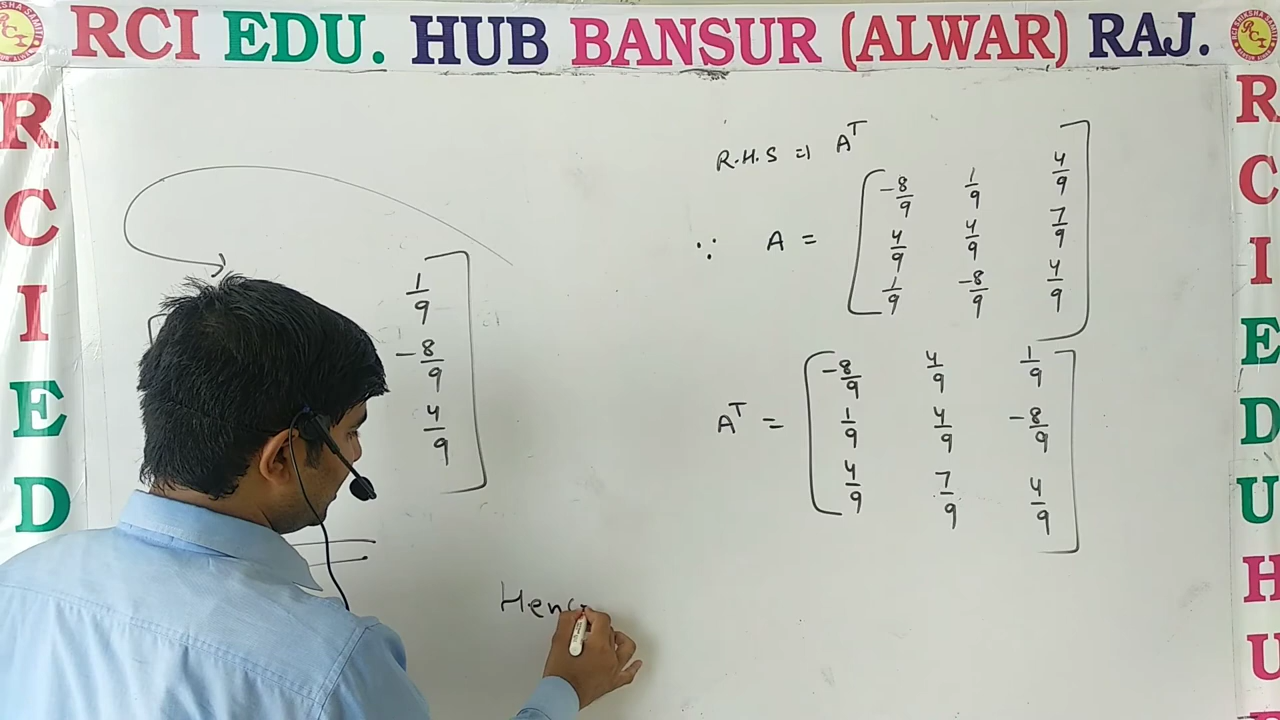 RCI EDU. HUB BANSUR (ALWAR) RAJ.
R
C
I
E
D
1/9
-8/9
4/9
Henc
R.H.S ⇒ A^T
∵ A = [ -8/9 1/9 4/9
4/9 4/9 7/9
1/9 -8/9 4/9 ]
A^T = [ -8/9 4/9 1/9
1/9 4/9 -8/9
4/9 7/9 4/9 ]
R
C
I
E
D
U
H
U